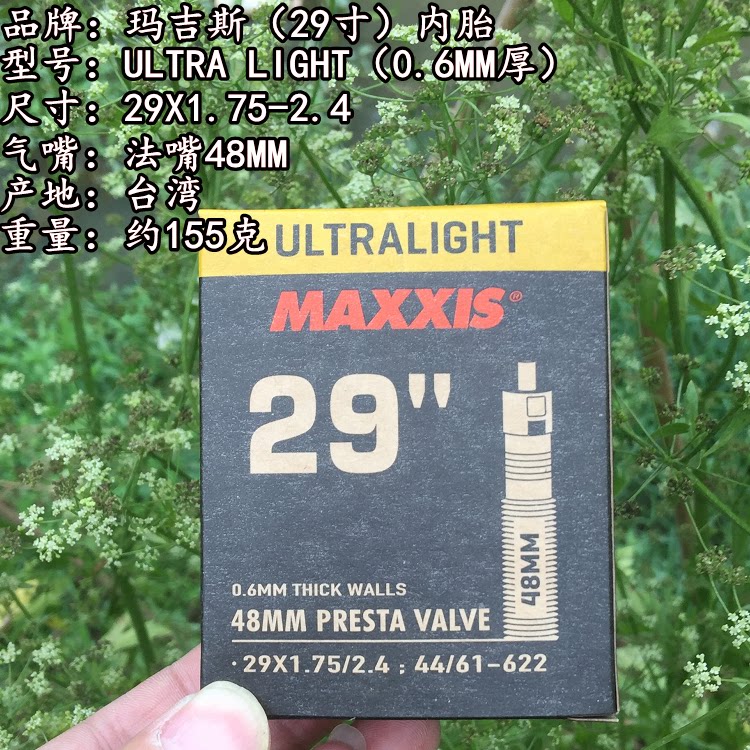 品牌：玛吉斯（29寸）内胎
型号：ULTRA LIGHT（0.6MM厚）
尺寸：29X1.75-2.4
气嘴：法嘴48MM
产地：台湾
重量：约155克
ULTRALIGHT
MAXXIS®
29"
48MM
0.6MM THICK WALLS
48MM PRESTA VALVE
·29X1.75/2.4 ; 44/61-622